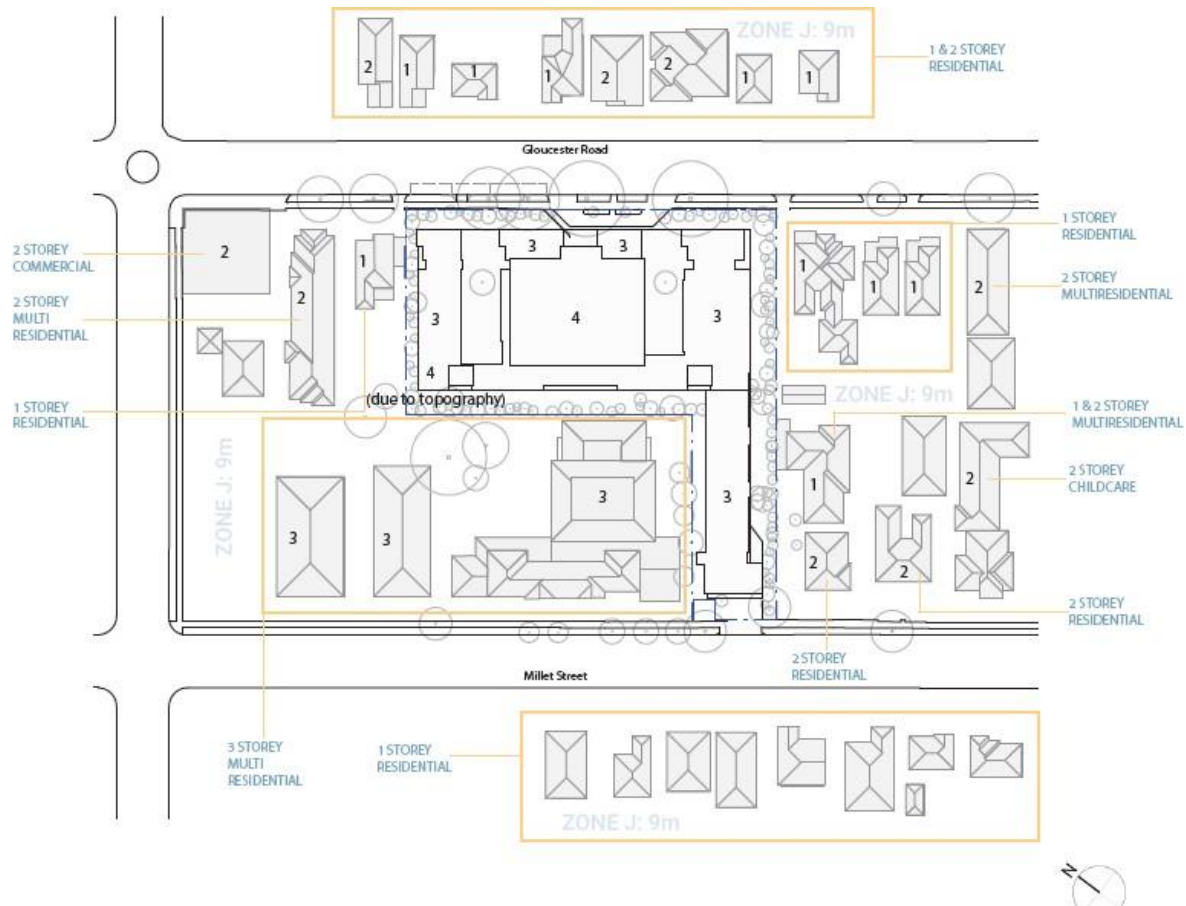 ZONE J: 9m
1 & 2 STOREY
RESIDENTIAL
2
1
1
1
2
2
1
1
Gloucester Road
2 STOREY
COMMERCIAL
2
2 STOREY
MULTI
RESIDENTIAL
2
1
1 STOREY
RESIDENTIAL
3
3
3
4
3
4
(due to topography)
1 STOREY
RESIDENTIAL
1
1
1
2
2 STOREY
MULTIRESIDENTIAL
ZONE J: 9m
1 & 2 STOREY
MULTIRESIDENTIAL
1
2
2 STOREY
CHILDCARE
ZONE J: 9m
3
3
3
3
2
2
2 STOREY
RESIDENTIAL
2 STOREY
RESIDENTIAL
Millet Street
3 STOREY
MULTI
RESIDENTIAL
1 STOREY
RESIDENTIAL
ZONE J: 9m
N